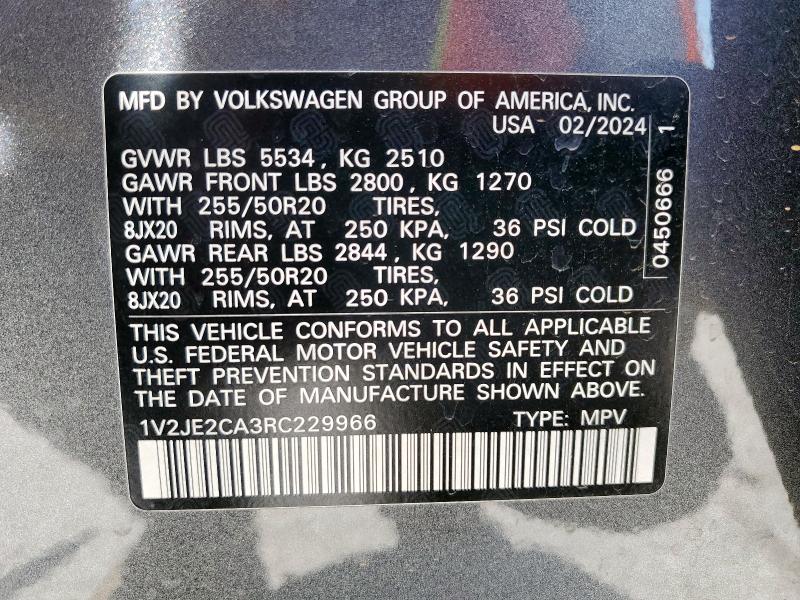 MFD BY VOLKSWAGEN GROUP OF AMERICA, INC.
USA 02/2024
GVWR LBS 5534, KG 2510
GAWR FRONT LBS 2800, KG 1270
WITH 255/50R20 TIRES,
8JX20 RIMS, AT 250 KPA, 36 PSI COLD
GAWR REAR LBS 2844, KG 1290
WITH 255/50R20 TIRES,
8JX20 RIMS, AT 250 KPA, 36 PSI COLD
THIS VEHICLE CONFORMS TO ALL APPLICABLE
U.S. FEDERAL MOTOR VEHICLE SAFETY AND
THEFT PREVENTION STANDARDS IN EFFECT ON
THE DATE OF MANUFACTURE SHOWN ABOVE.
1V2JE2CA3RC229966 TYPE: MPV
0450666 1